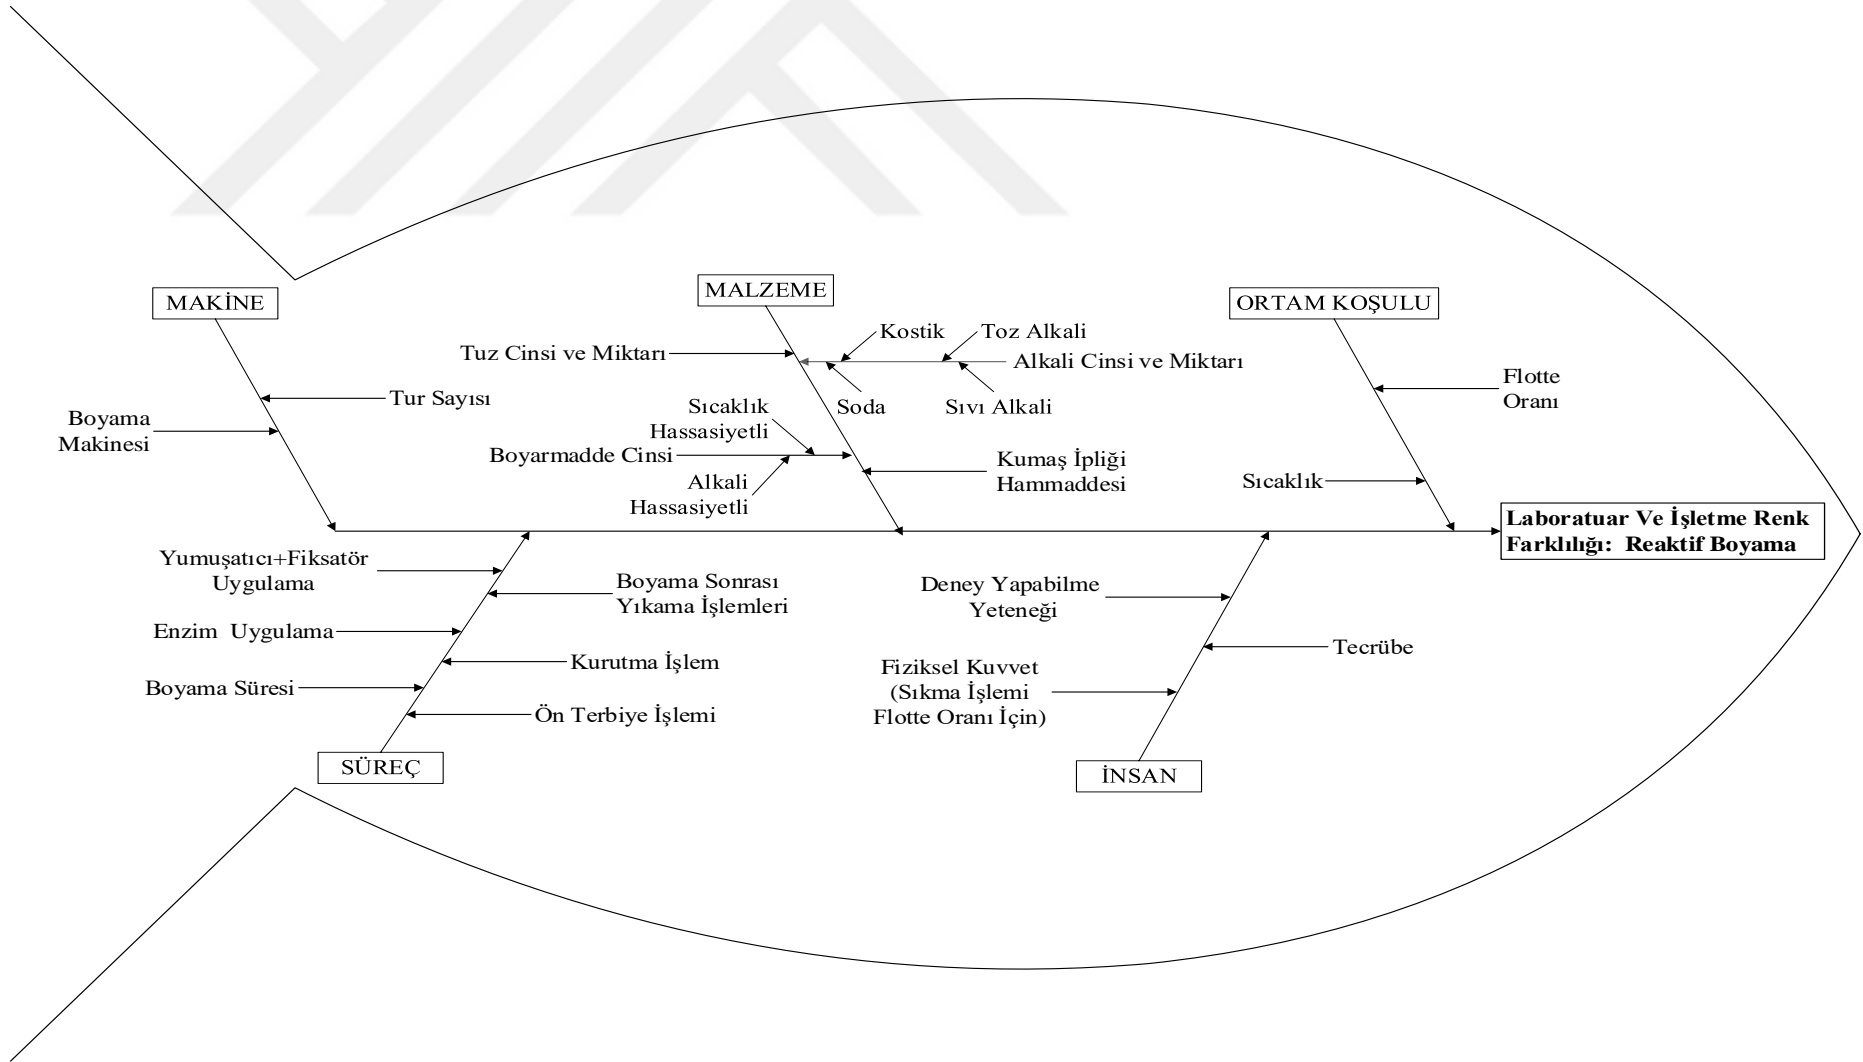 MAKİNE
Boyama
Makinesi
Tur Sayısı
MALZEME
Tuz Cinsi ve Miktarı
Kostik
Toz Alkali
Alkali Cinsi ve Miktarı
Soda
Sıvı Alkali
Sıcaklık
Hassasiyetli
Boyarmadde Cinsi
Alkali
Hassasiyetli
Kumaş İpliği
Hammaddesi
ORTAM KOŞULU
Flotte
Oranı
Sıcaklık
Laboratuar Ve İşletme Renk
Farklılığı:  Reaktif Boyama
Yumuşatıcı+Fiksatör
Uygulama
Boyama Sonrası
Yıkama İşlemleri
Enzim  Uygulama
Kurutma İşlem
Boyama Süresi
Ön Terbiye İşlemi
SÜREÇ
Deney Yapabilme
Yeteneği
Tecrübe
Fiziksel Kuvvet
(Sıkma İşlemi
Flotte Oranı İçin)
İNSAN